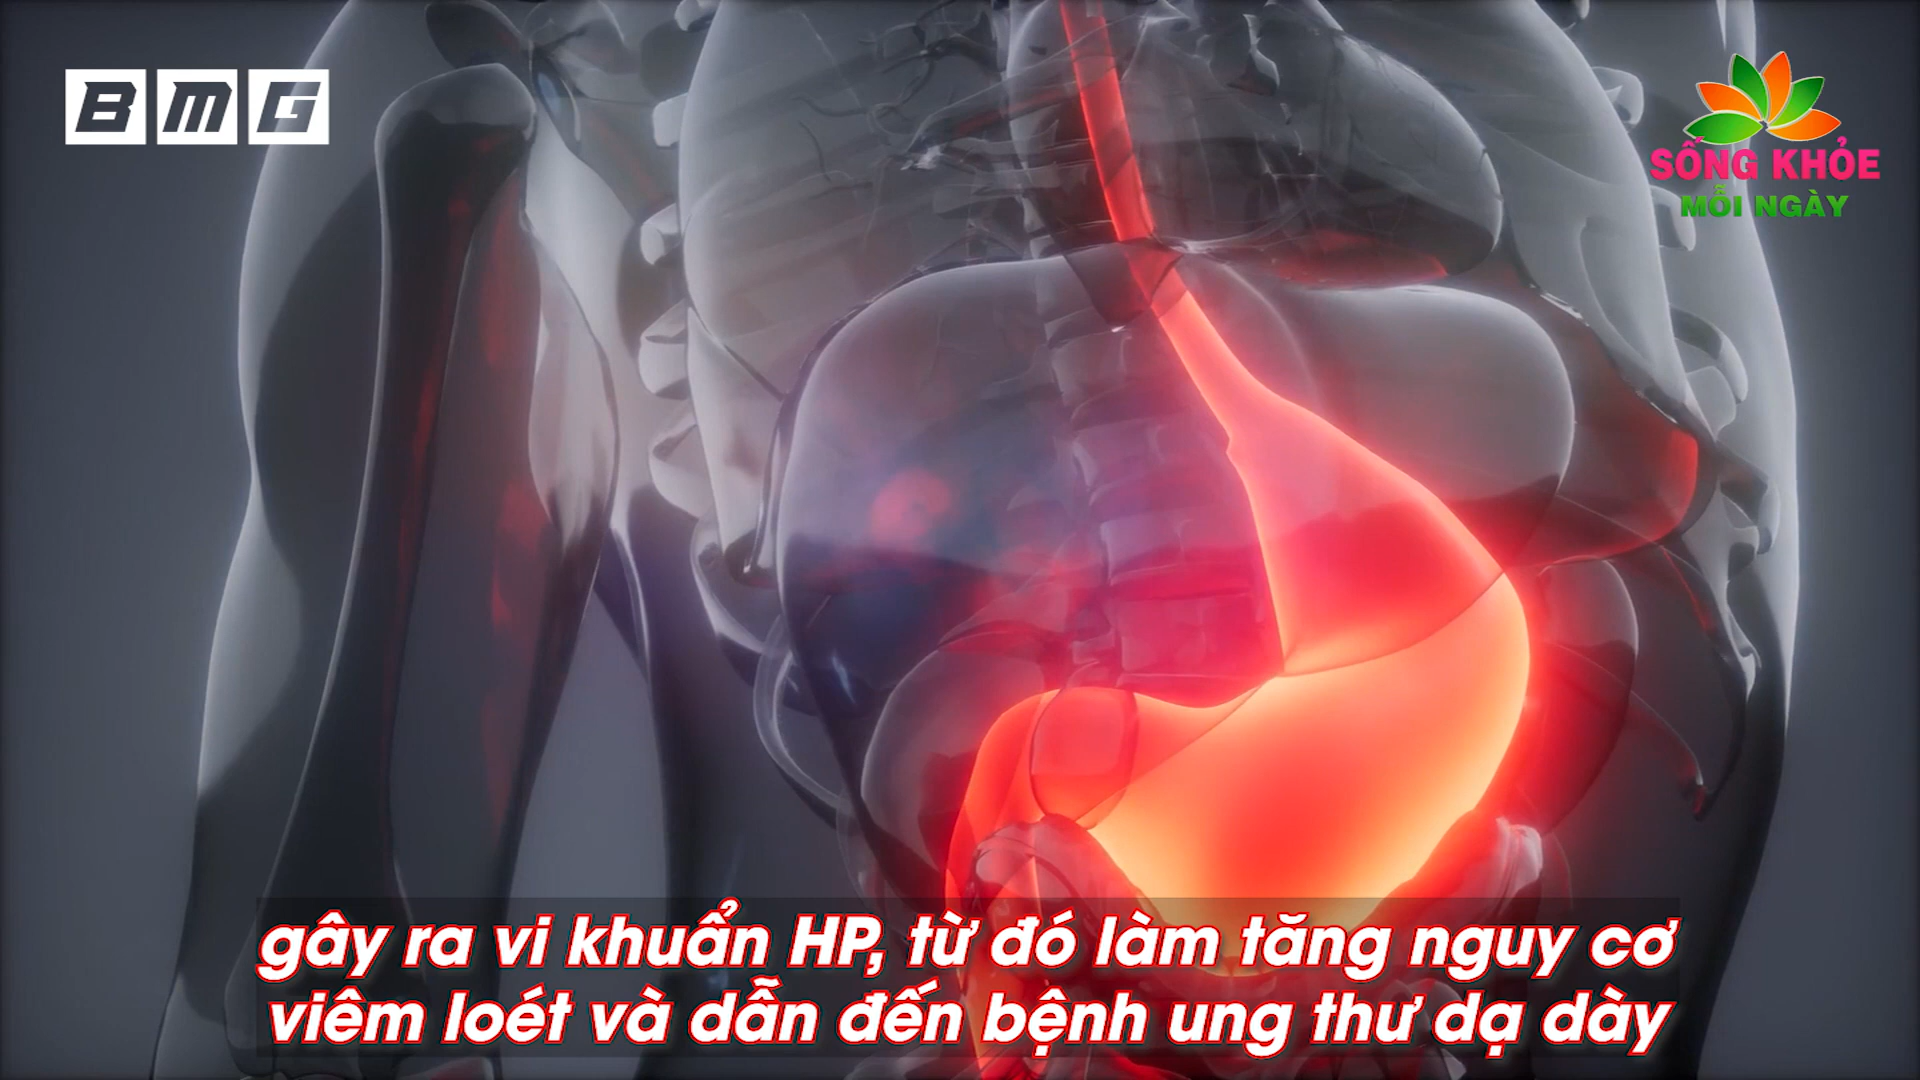 BMG
SỐNG KHỎE
MỖI NGÀY
gây ra vi khuẩn HP, từ đó làm tăng nguy cơ
viêm loét và dẫn đến bệnh ung thư dạ dày